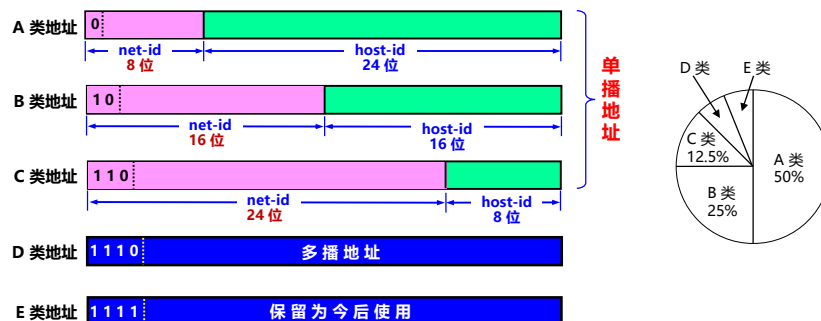 A 类地址
0
net-id
8 位
host-id
24 位
B 类地址
1 0
net-id
16 位
host-id
16 位
C 类地址
1 1 0
net-id
24 位
host-id
8 位
D 类地址
1 1 1 0
多 播 地 址
E 类地址
1 1 1 1
保 留 为 今 后 使 用
单
播
地
址
D 类
E 类
C 类
12.5%
A 类
50%
B 类
25%